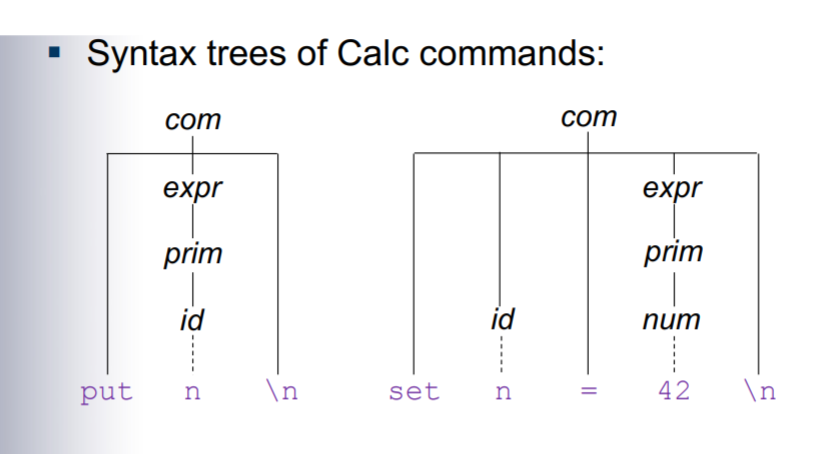 ▪ Syntax trees of Calc commands:
com com
expr expr
prim prim
id id num
put n \n set n = 42 \n